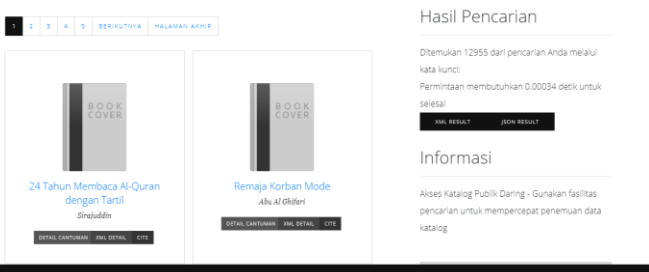 1 2 3 4 5 BERIKUTNYA HALAMAN AKHIR
BOOK
COVER
24 Tahun Membaca Al-Quran
dengan Tartil
Sirajuddin
DETAIL CANTUMAN XML DETAIL CITE
BOOK
COVER
Remaja Korban Mode
Abu Al Ghifari
DETAIL CANTUMAN XML DETAIL CITE
Hasil Pencarian
Ditemukan 12955 dari pencarian Anda melalui
kata kunci:
Permintaan membutuhkan 0.00034 detik untuk
selesai
XML RESULT JSON RESULT
Informasi
Akses Katalog Publik Daring - Gunakan fasilitas
pencarian untuk mempercepat penemuan data
katalog